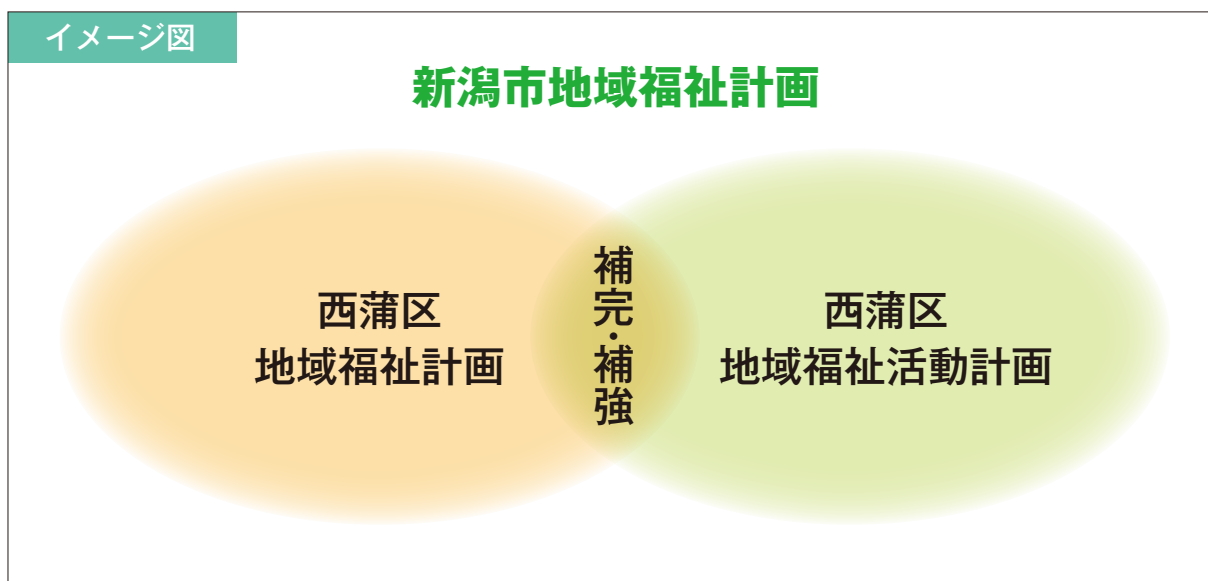 イメージ図
新潟市地域福祉計画
西蒲区
地域福祉計画
補完・補強
西蒲区
地域福祉活動計画